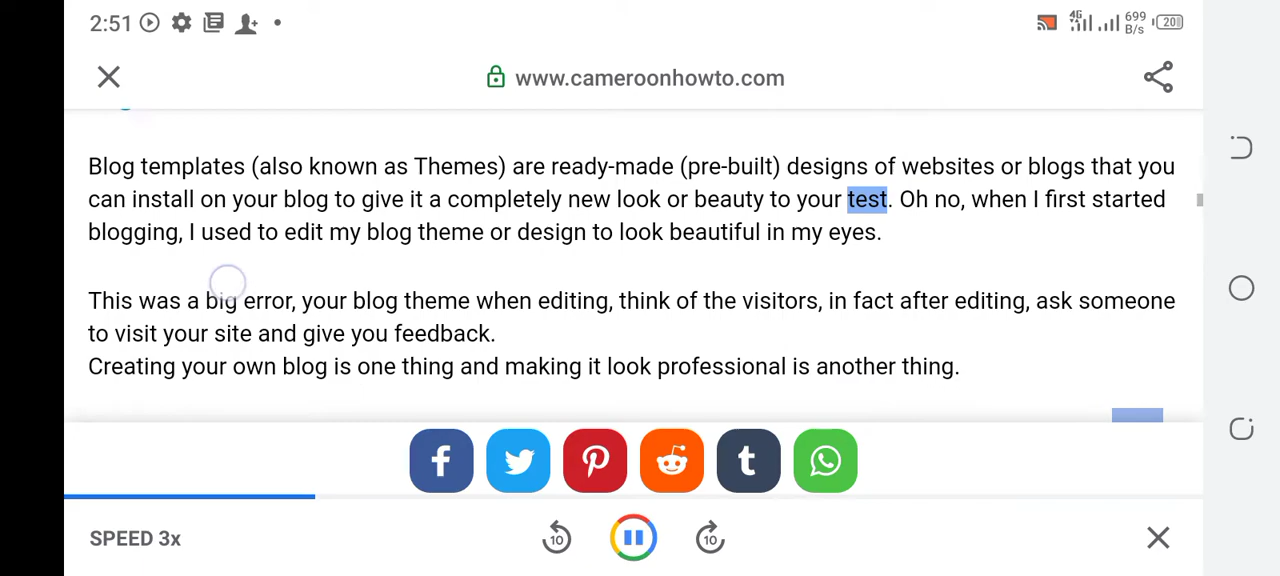 2:51
4G
699
B/s
20
www.cameroonhowto.com
Blog templates (also known as Themes) are ready-made (pre-built) designs of websites or blogs that you
can install on your blog to give it a completely new look or beauty to your test. Oh no, when I first started
blogging, I used to edit my blog theme or design to look beautiful in my eyes.
This was a big error, your blog theme when editing, think of the visitors, in fact after editing, ask someone
to visit your site and give you feedback.
Creating your own blog is one thing and making it look professional is another thing.
SPEED 3x
10
10